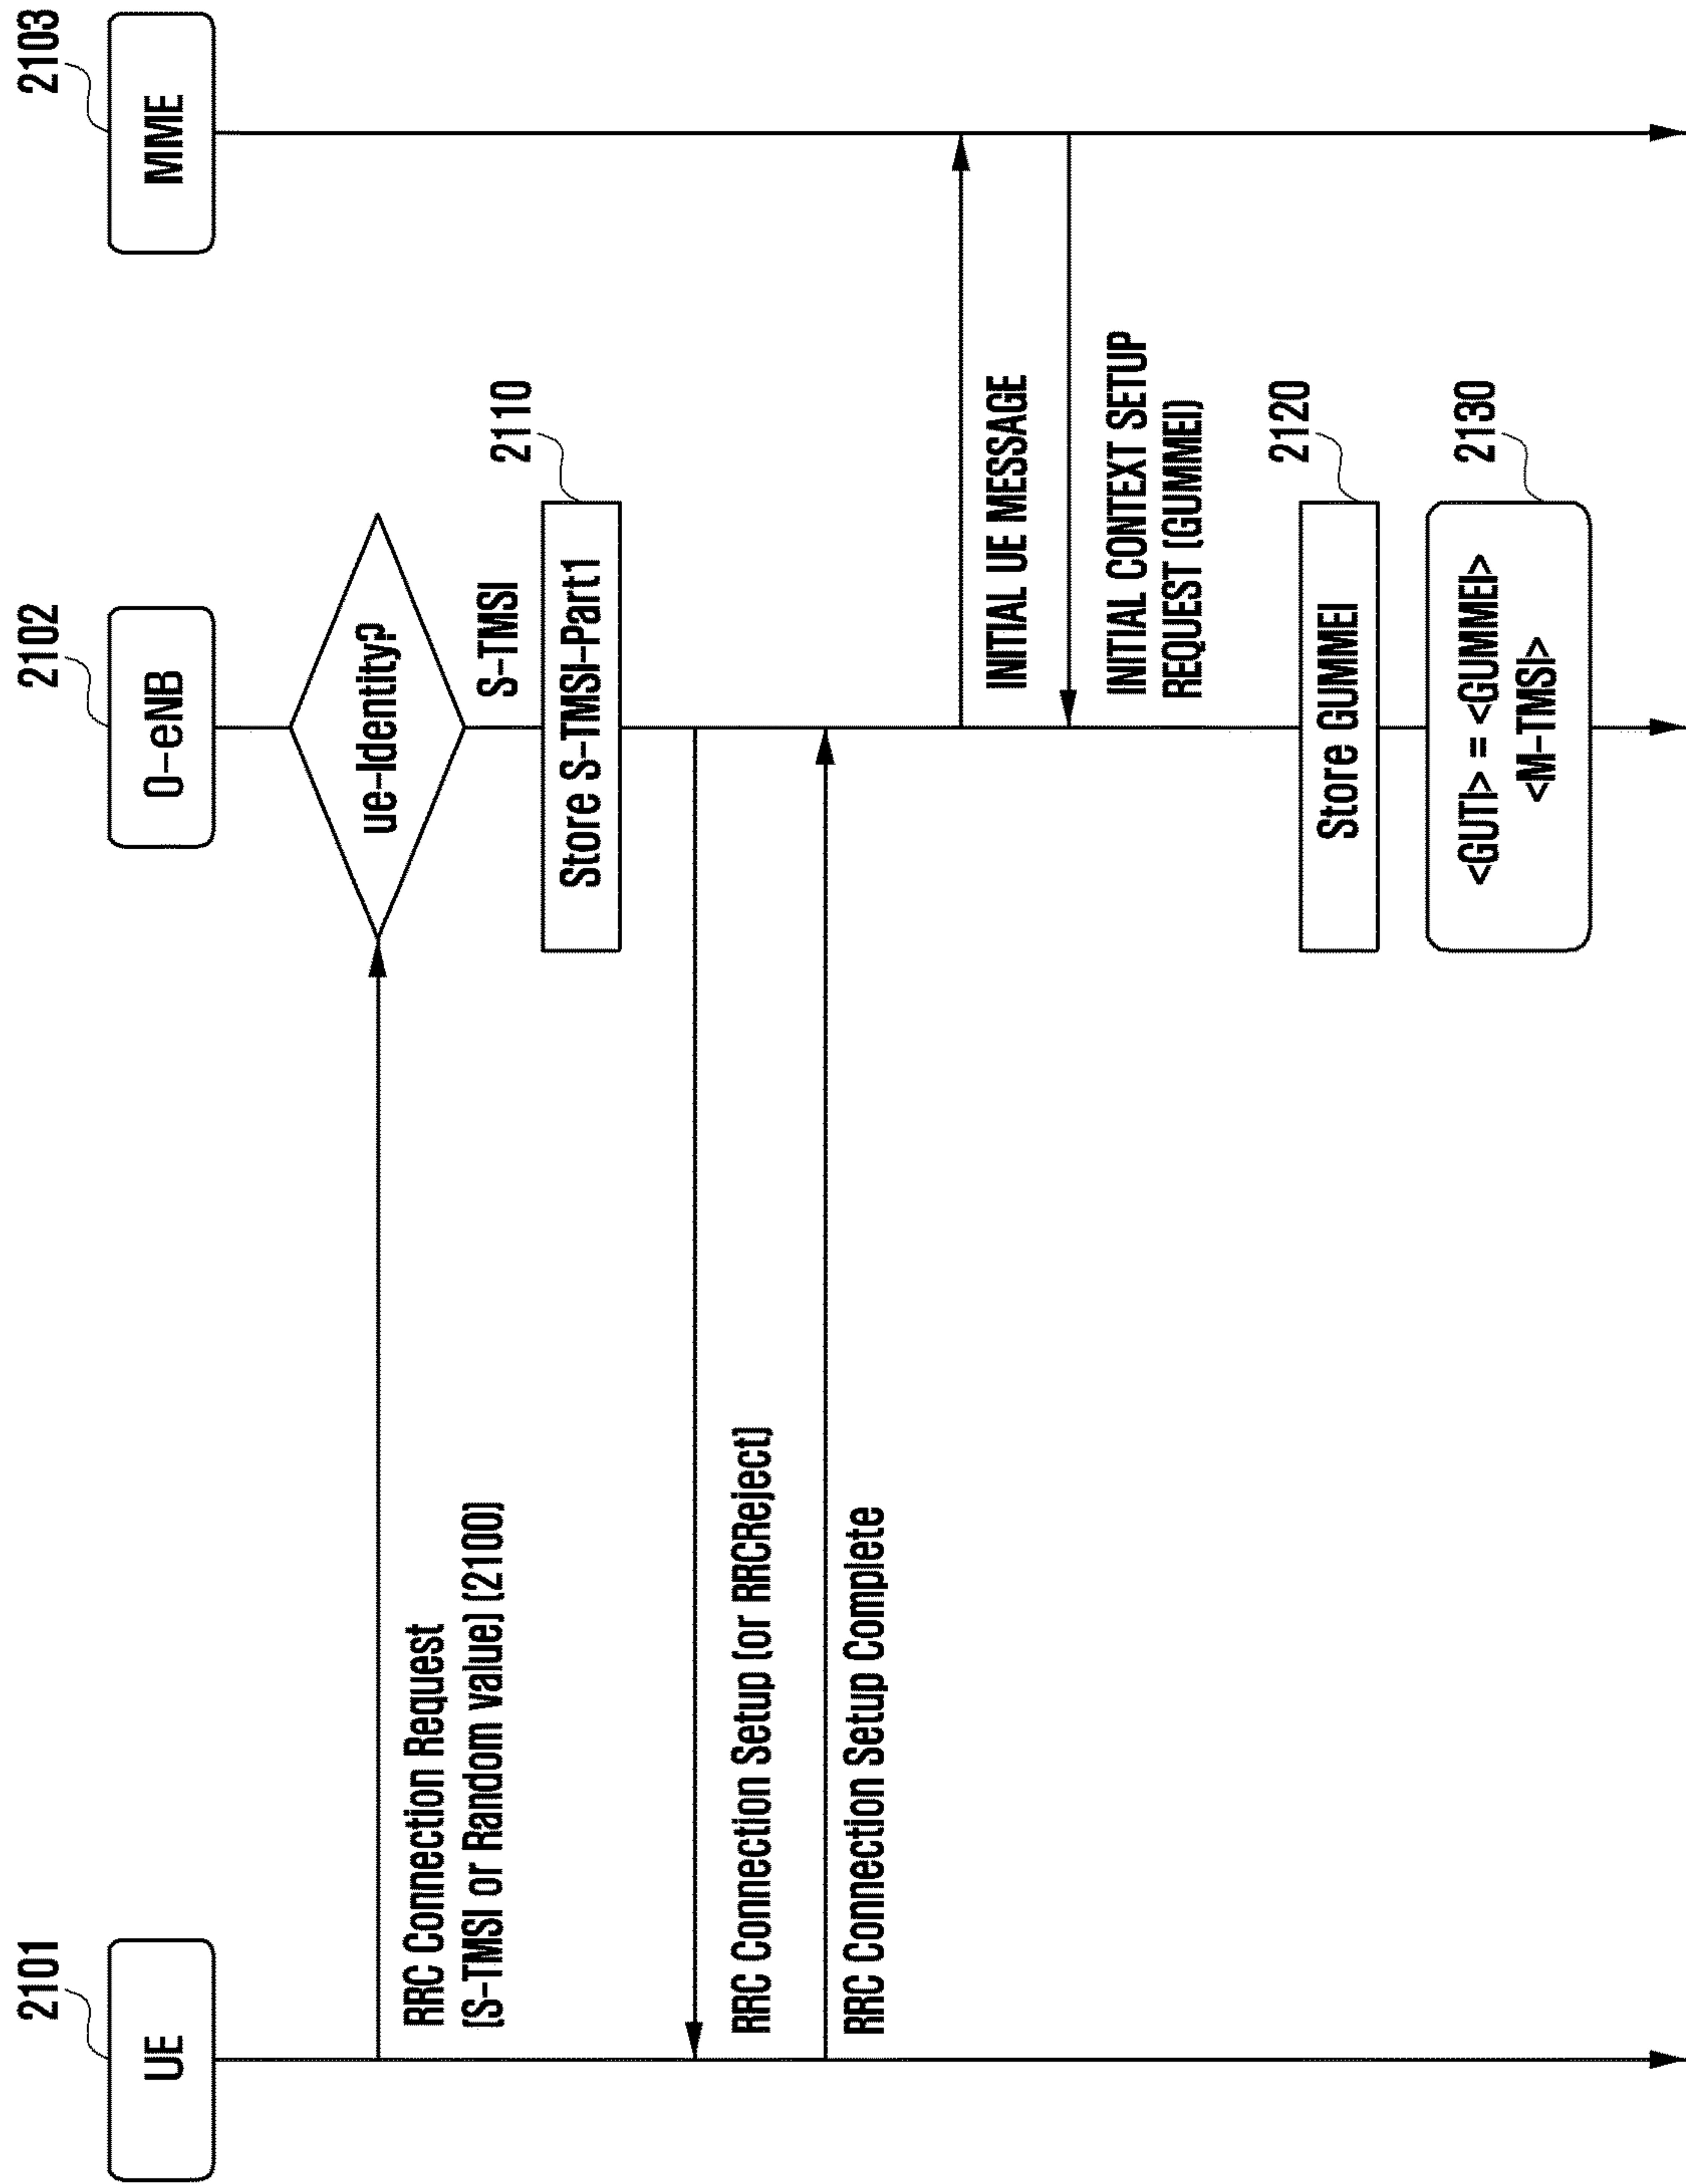 2101
2102
2103
UE
O-eNB
MME
ue-Identity?
RRC Connection Request
(S-TMSI or Random value) (2100)
S-TMSI
2110
Store S-TMSI-Part1
RRC Connection Setup (or RRCReject)
RRC Connection Setup Complete
INITIAL UE MESSAGE
INITIAL CONTEXT SETUP
REQUEST (GUMMEI)
2120
Store GUMMEI
2130
<GUTI> = <GUMMEI>
<M-TMSI>